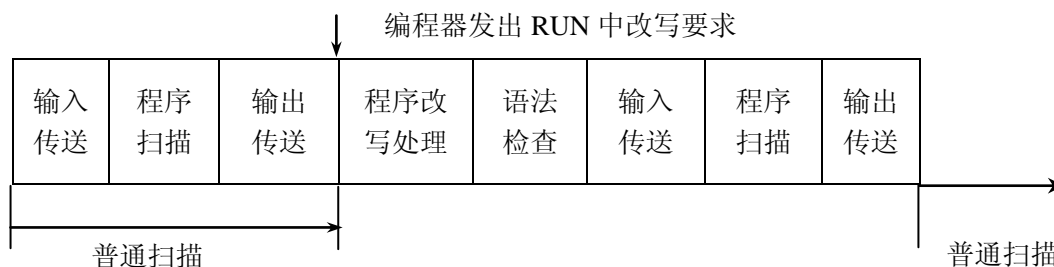 编程器发出 RUN 中改写要求
输入 程序 输出 程序改 语法 输入 程序 输出
传送 扫描 传送 写处理 检查 传送 扫描 传送
普通扫描 普通扫描